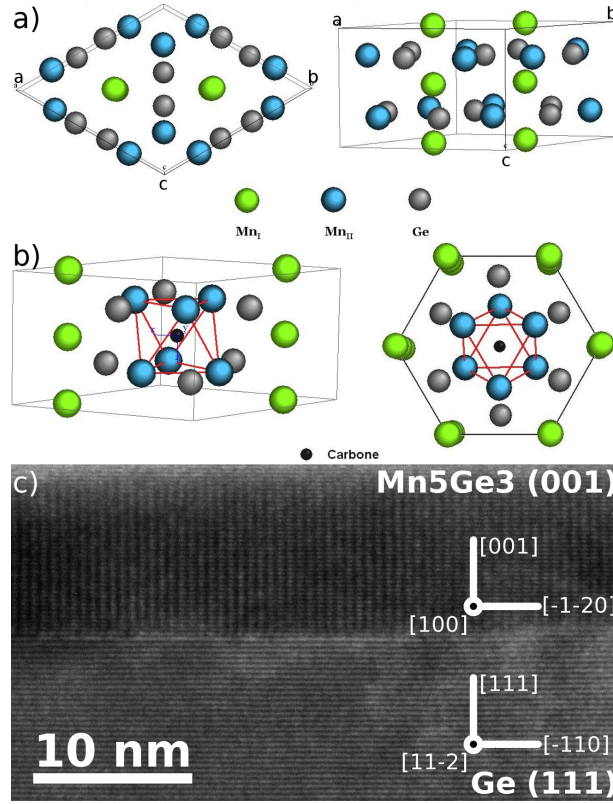 a)
a
b
c
a
b
c
MnI
MnII
Ge
b)
x
y
Carbone
c)
Mn5Ge3 (001)
[001]
[-1-20]
[100]
[111]
[-110]
[11-2]
10 nm
Ge (111)